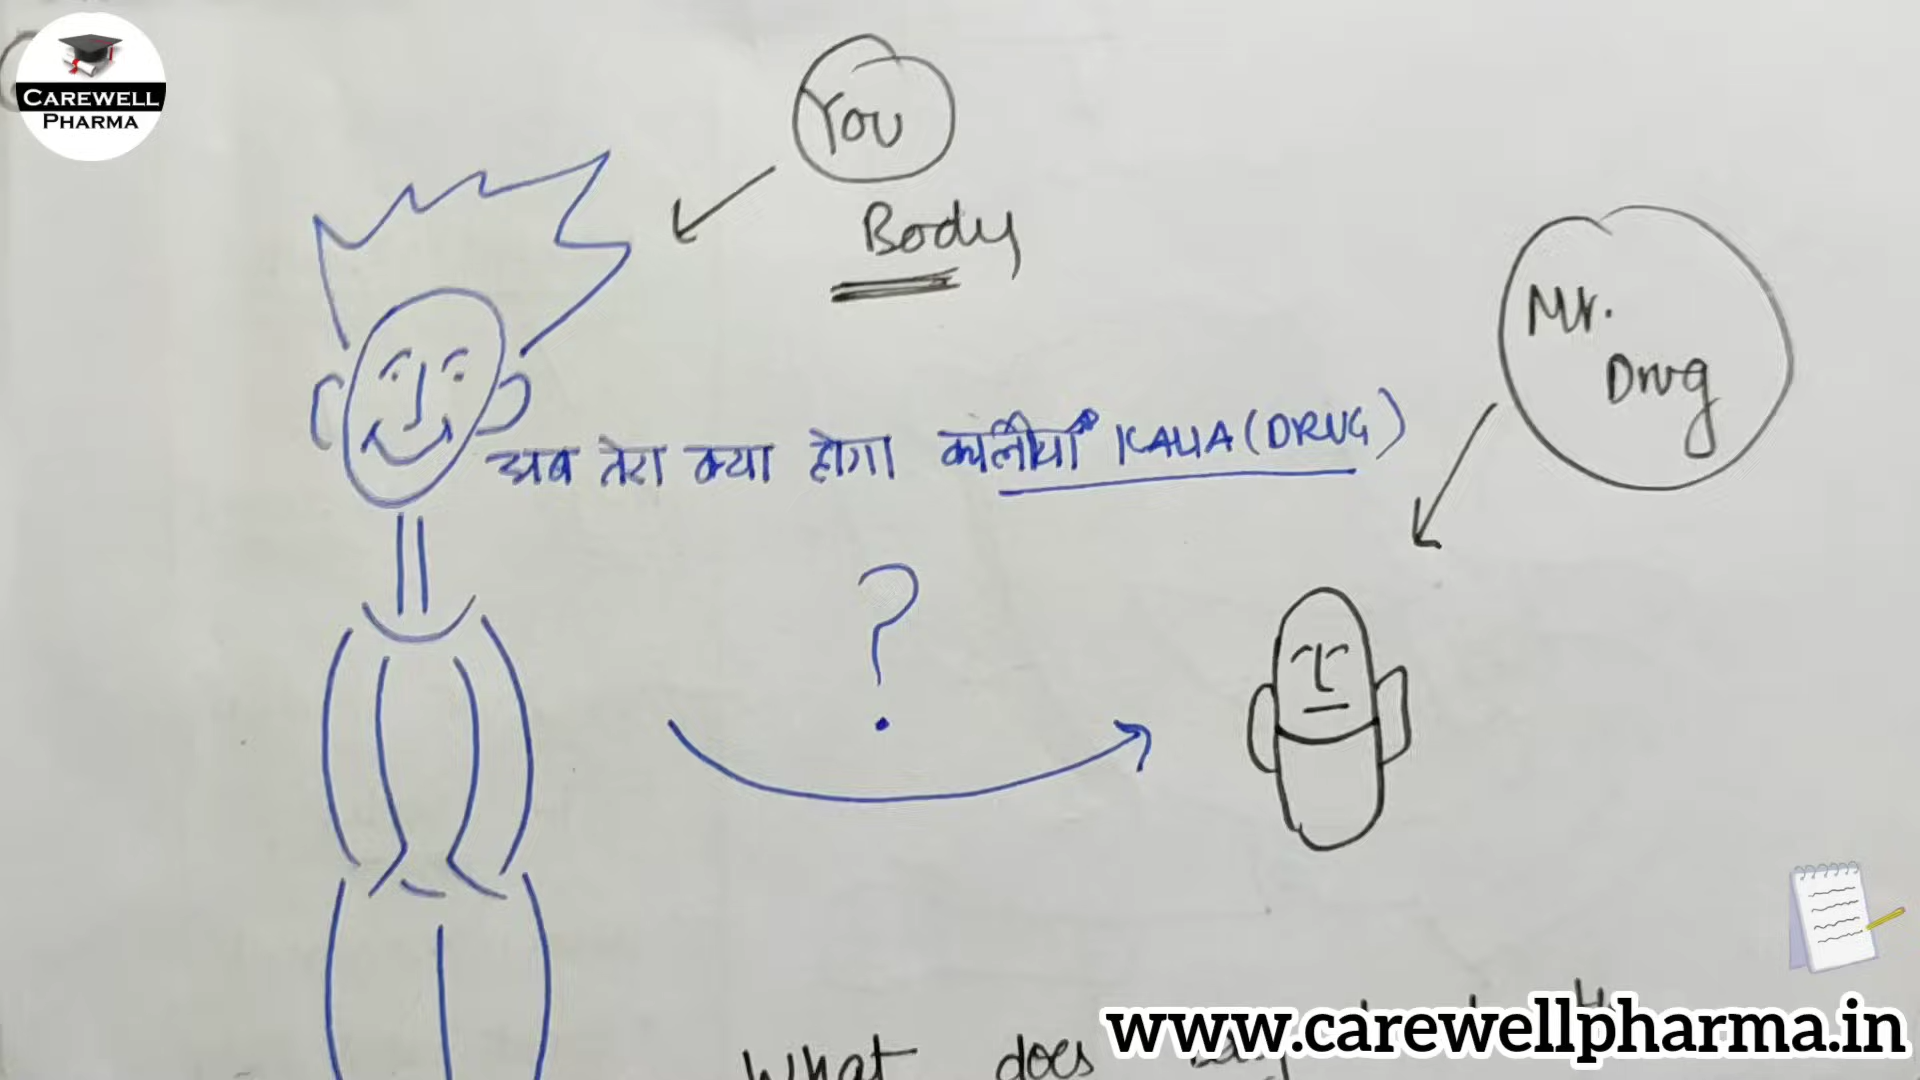 CAREWELL
PHARMA
You
Body
Mr.
Drug
अब तेरा क्या होगा कालीया KALIA (DRUG)
?
What does
www.carewellpharma.in